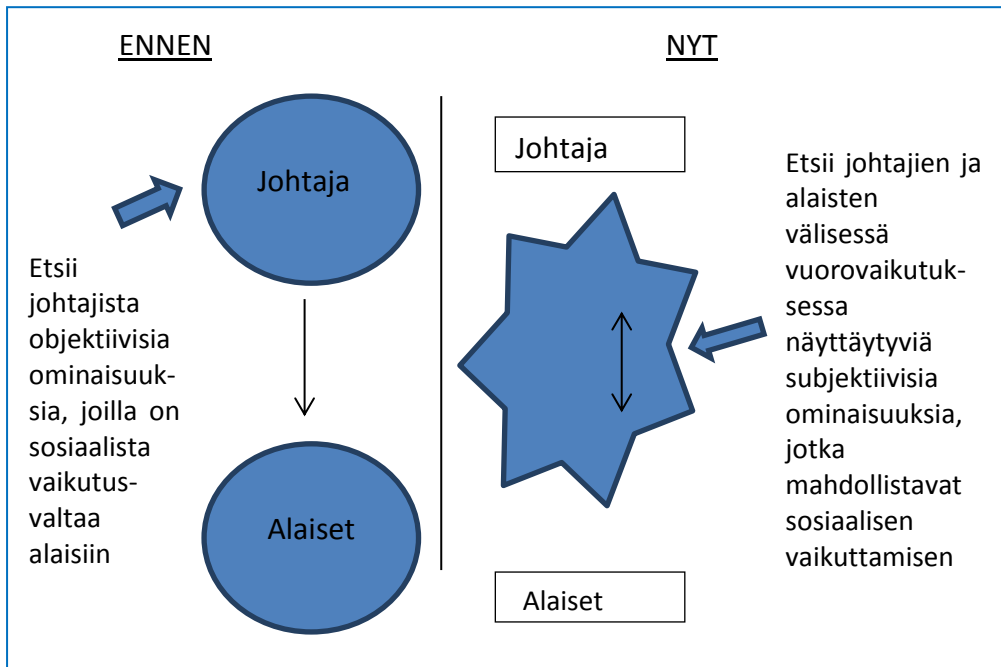 ENNEN
Johtaja
Etsii
johtajista
objektiivisia
ominaisuuk-
sia, joilla on
sosiaalista
vaikutus-
valtaa
alaisiin
Alaiset
NYT
Johtaja
Etsii johtajien ja
alaisten
välisessä
vuorovaikutuk-
sessa
näyttäytyviä
subjektiivisia
ominaisuuksia,
jotka
mahdollistavat
sosiaalisen
vaikuttamisen
Alaiset